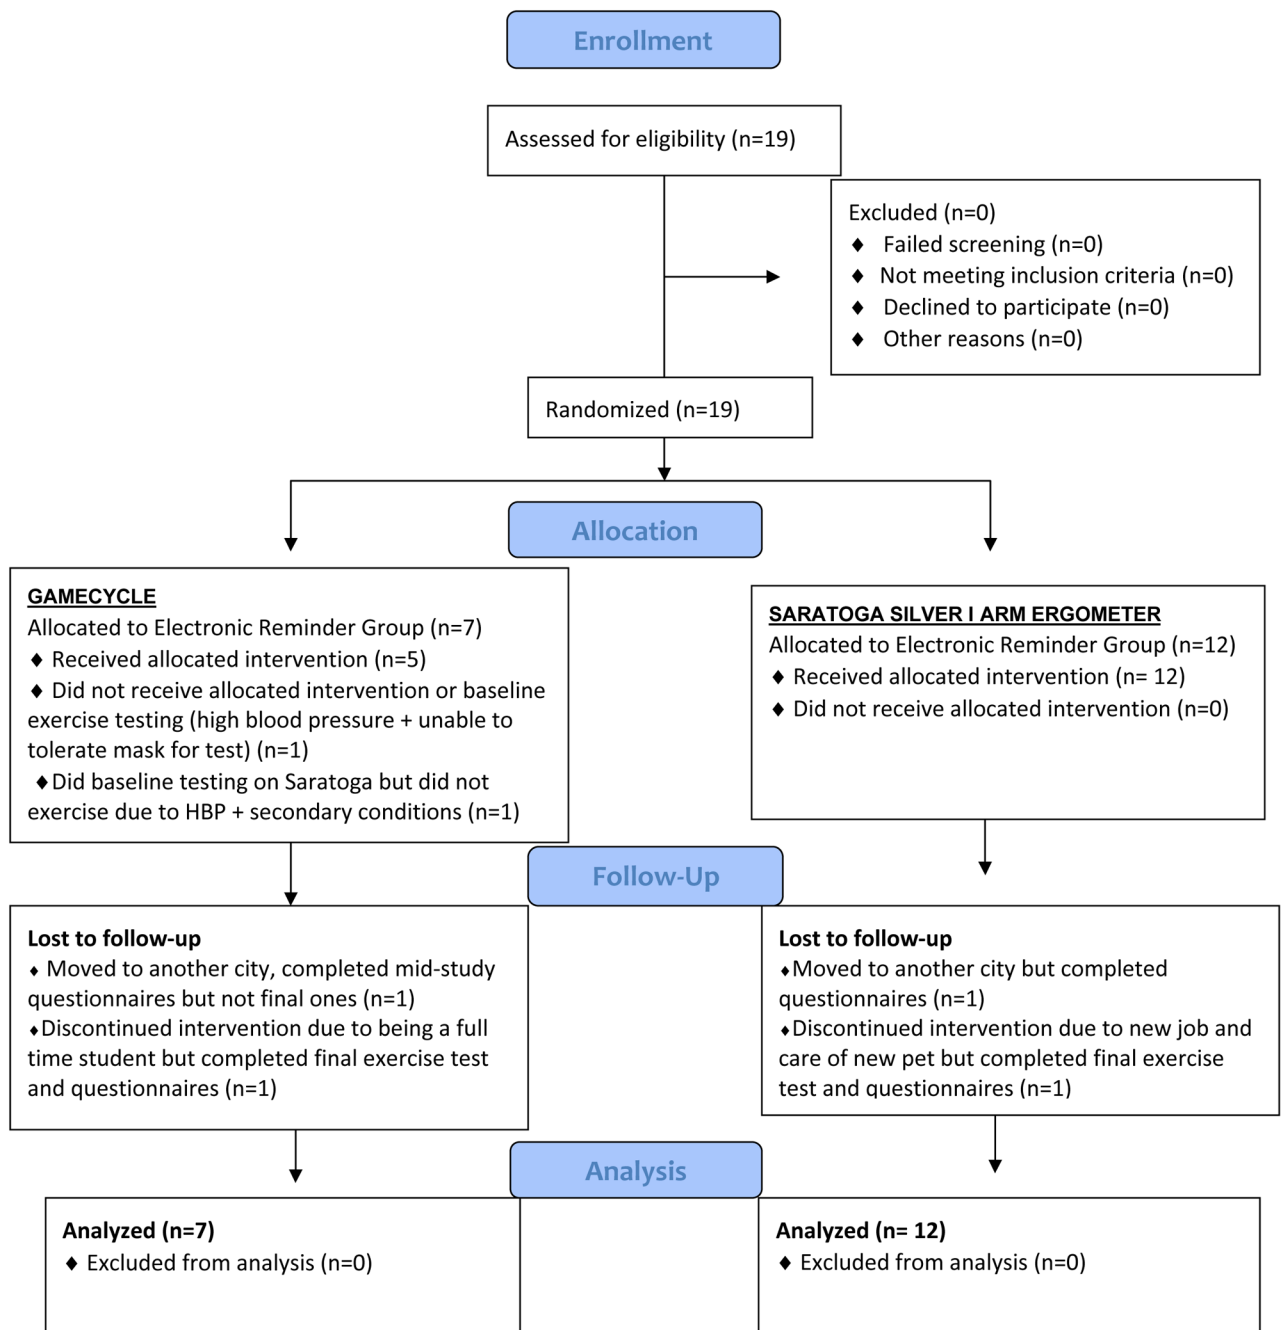 Enrollment
Assessed for eligibility (n=19)
Excluded (n=0)
♦ Failed screening (n=0)
♦ Not meeting inclusion criteria (n=0)
♦ Declined to participate (n=0)
♦ Other reasons (n=0)
Randomized (n=19)
Allocation
GAMECYCLE
Allocated to Electronic Reminder Group (n=7)
♦ Received allocated intervention (n=5)
♦ Did not receive allocated intervention or baseline
exercise testing (high blood pressure + unable to
tolerate mask for test) (n=1)
♦Did baseline testing on Saratoga but did not
exercise due to HBP + secondary conditions (n=1)
SARATOGA SILVER I ARM ERGOMETER
Allocated to Electronic Reminder Group (n=12)
♦ Received allocated intervention (n= 12)
♦ Did not receive allocated intervention (n=0)
Follow-Up
Lost to follow-up
♦ Moved to another city, completed mid-study
questionnaires but not final ones (n=1)
♦Discontinued intervention due to being a full
time student but completed final exercise test
and questionnaires (n=1)
Lost to follow-up
♦Moved to another city but completed
questionnaires (n=1)
♦Discontinued intervention due to new job and
care of new pet but completed final exercise
test and questionnaires (n=1)
Analysis
Analyzed (n=7)
♦ Excluded from analysis (n=0)
Analyzed (n= 12)
♦ Excluded from analysis (n=0)